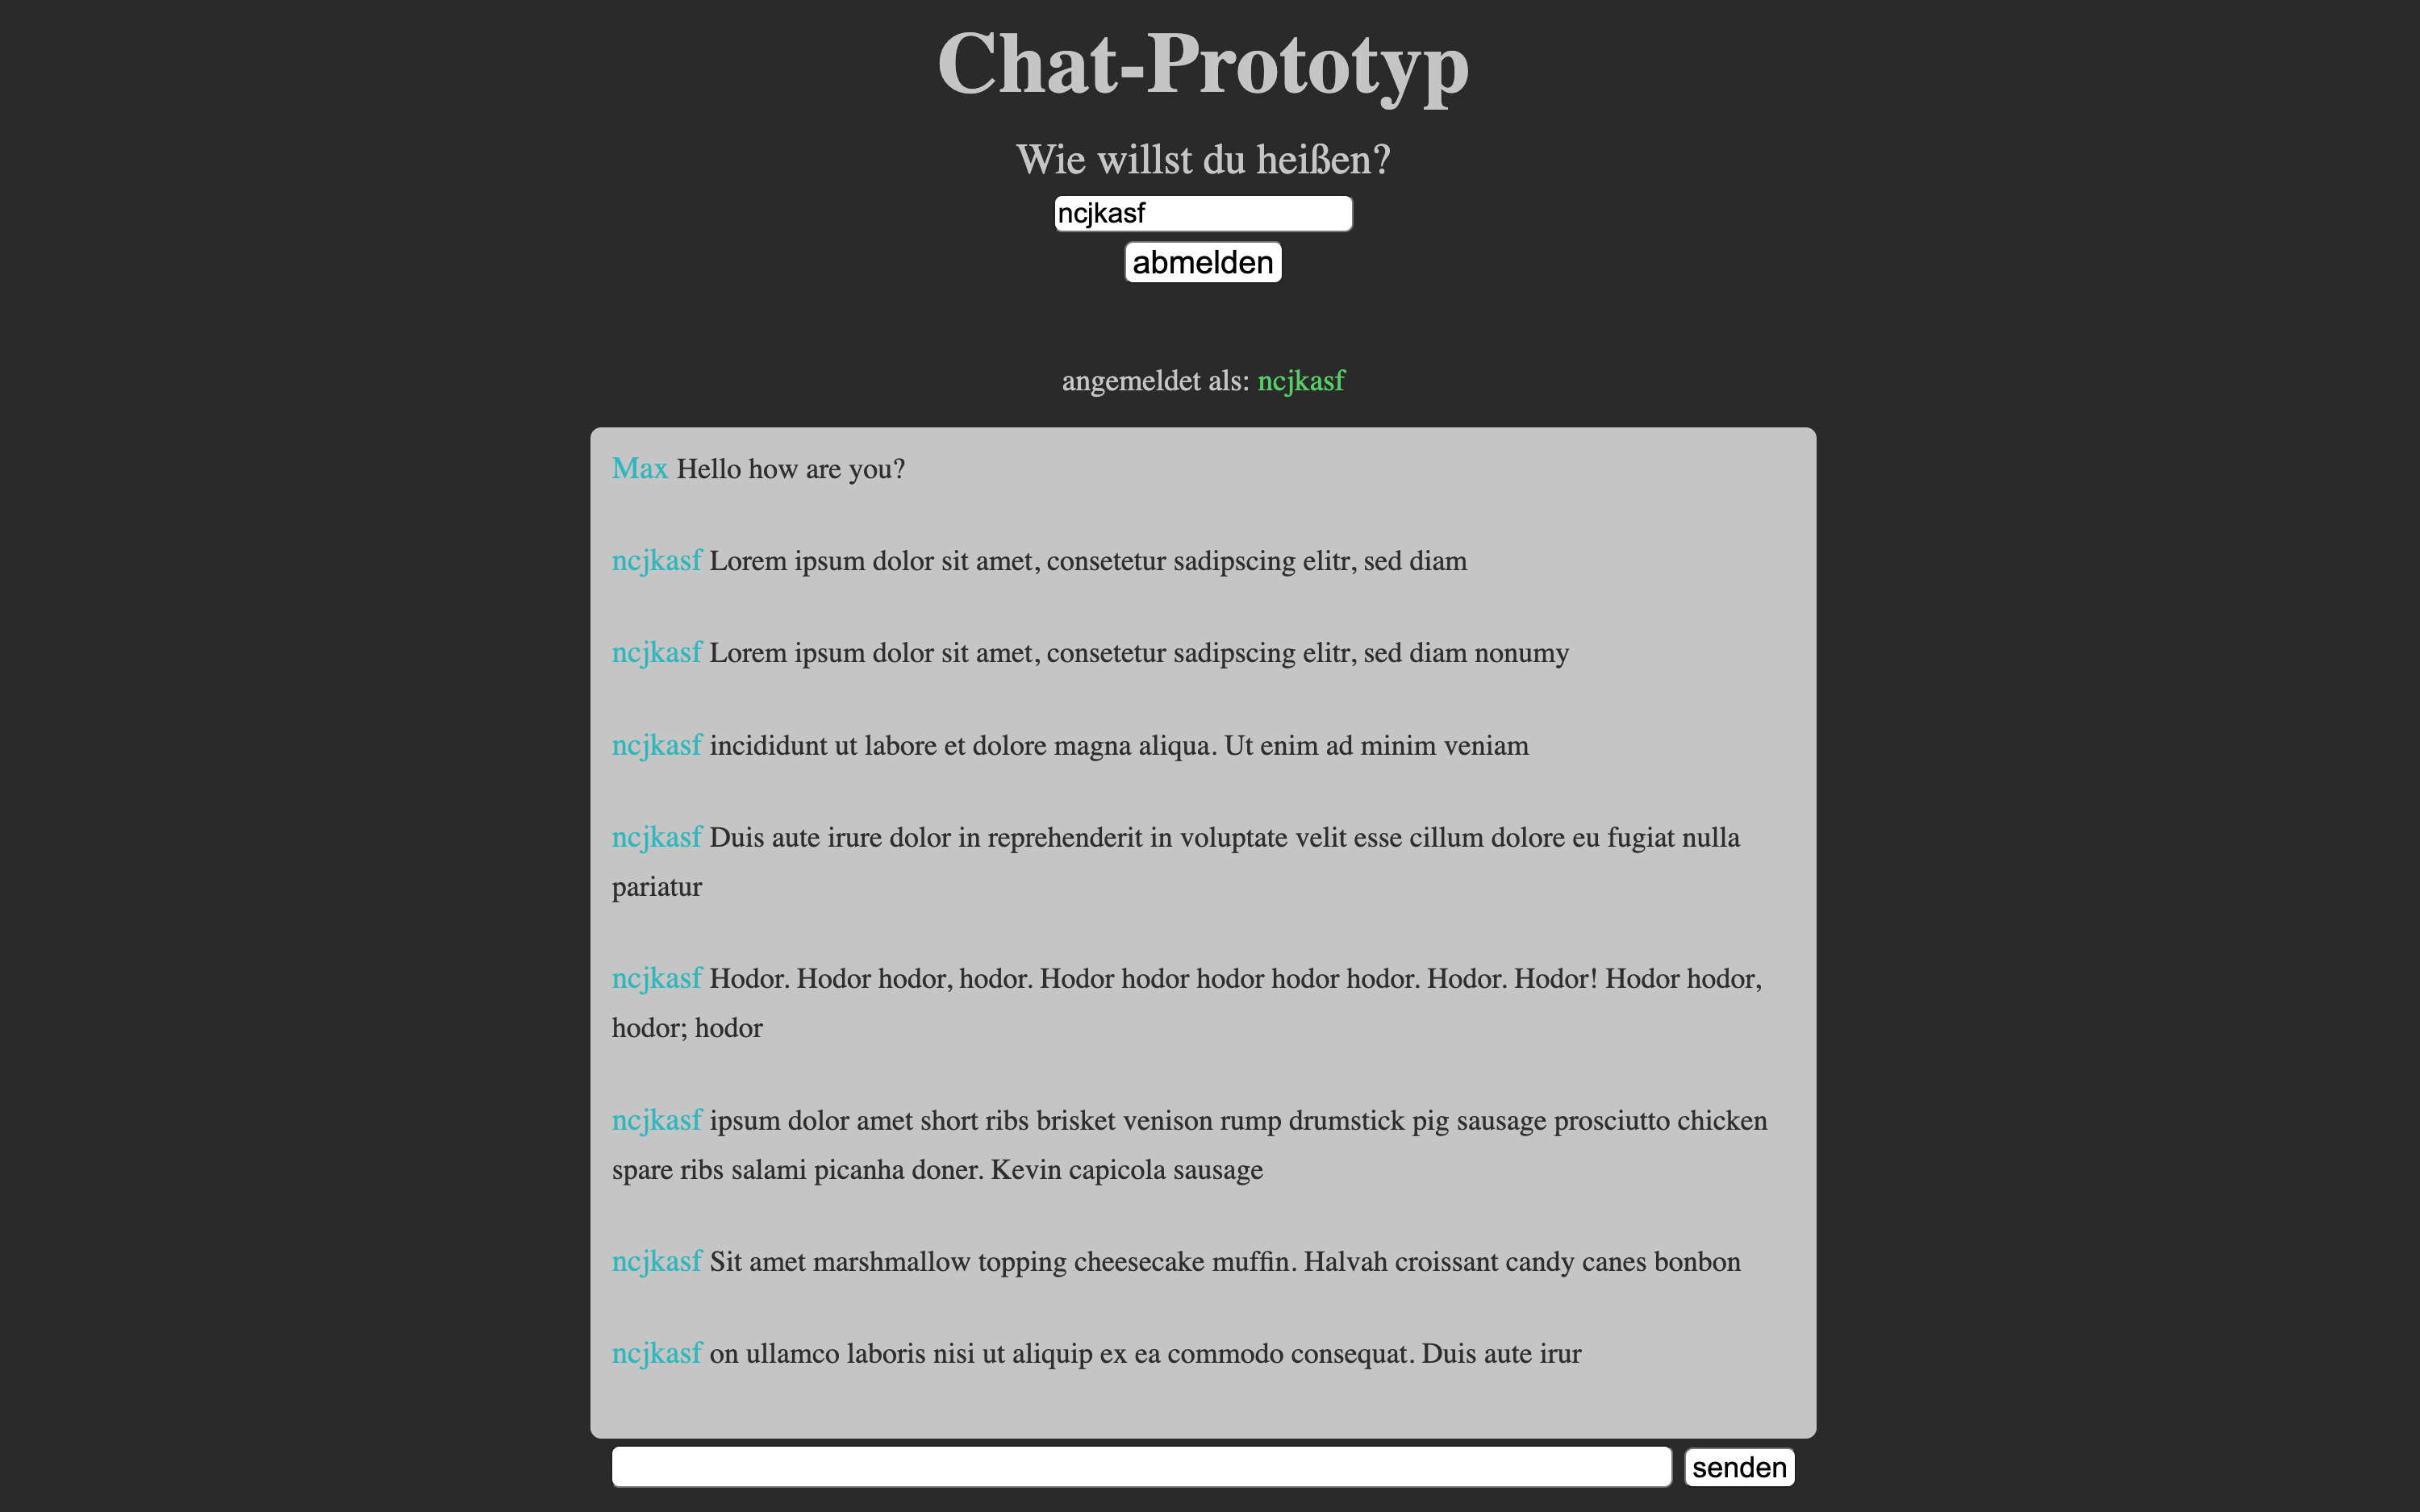 Chat-Prototyp
Wie willst du heißen?
ncjkasf
abmelden
angemeldet als: ncjkasf
Max Hello how are you?
ncjkasf Lorem ipsum dolor sit amet, consetetur sadipscing elitr, sed diam
ncjkasf Lorem ipsum dolor sit amet, consetetur sadipscing elitr, sed diam nonumy
ncjkasf incididunt ut labore et dolore magna aliqua. Ut enim ad minim veniam
ncjkasf Duis aute irure dolor in reprehenderit in voluptate velit esse cillum dolore eu fugiat nulla
pariatur
ncjkasf Hodor. Hodor hodor, hodor. Hodor hodor hodor hodor hodor. Hodor. Hodor! Hodor hodor,
hodor; hodor
ncjkasf ipsum dolor amet short ribs brisket venison rump drumstick pig sausage prosciutto chicken
spare ribs salami picanha doner. Kevin capicola sausage
ncjkasf Sit amet marshmallow topping cheesecake muffin. Halvah croissant candy canes bonbon
ncjkasf on ullamco laboris nisi ut aliquip ex ea commodo consequat. Duis aute irur
senden